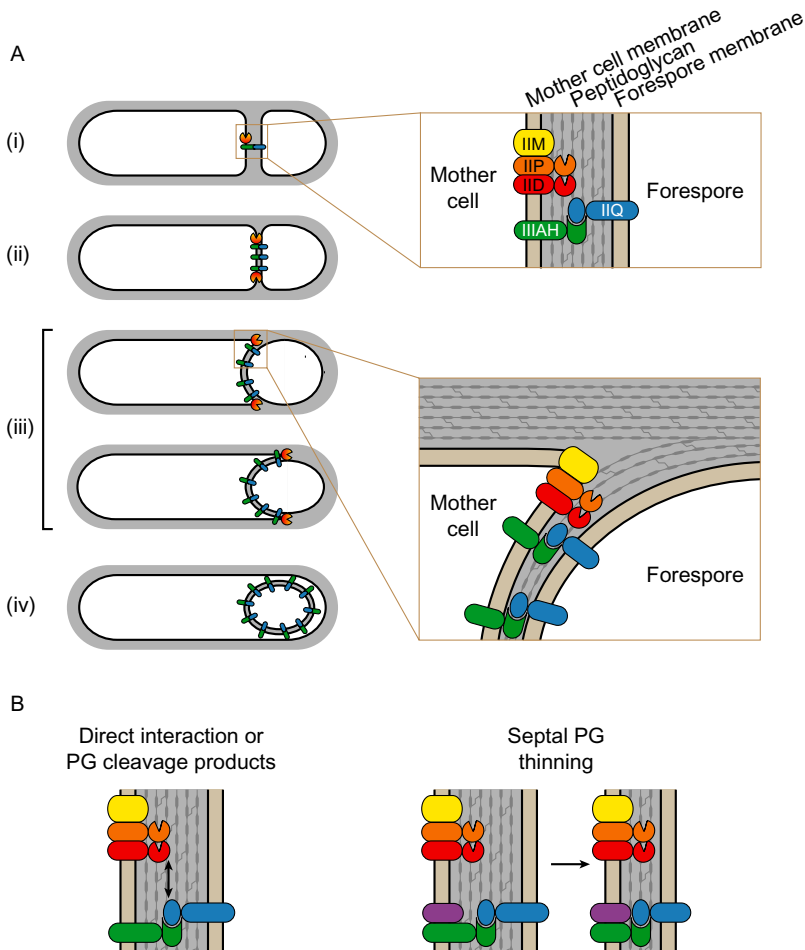 A
Mother cell membrane
Peptidoglycan
Forespore membrane
(i)
IIM
IIP
IID
IIQ
IIIAH
Mother
cell
Forespore
(ii)
(iii)
Mother
cell
Forespore
(iv)
B
Direct interaction or
PG cleavage products
Septal PG
thinning